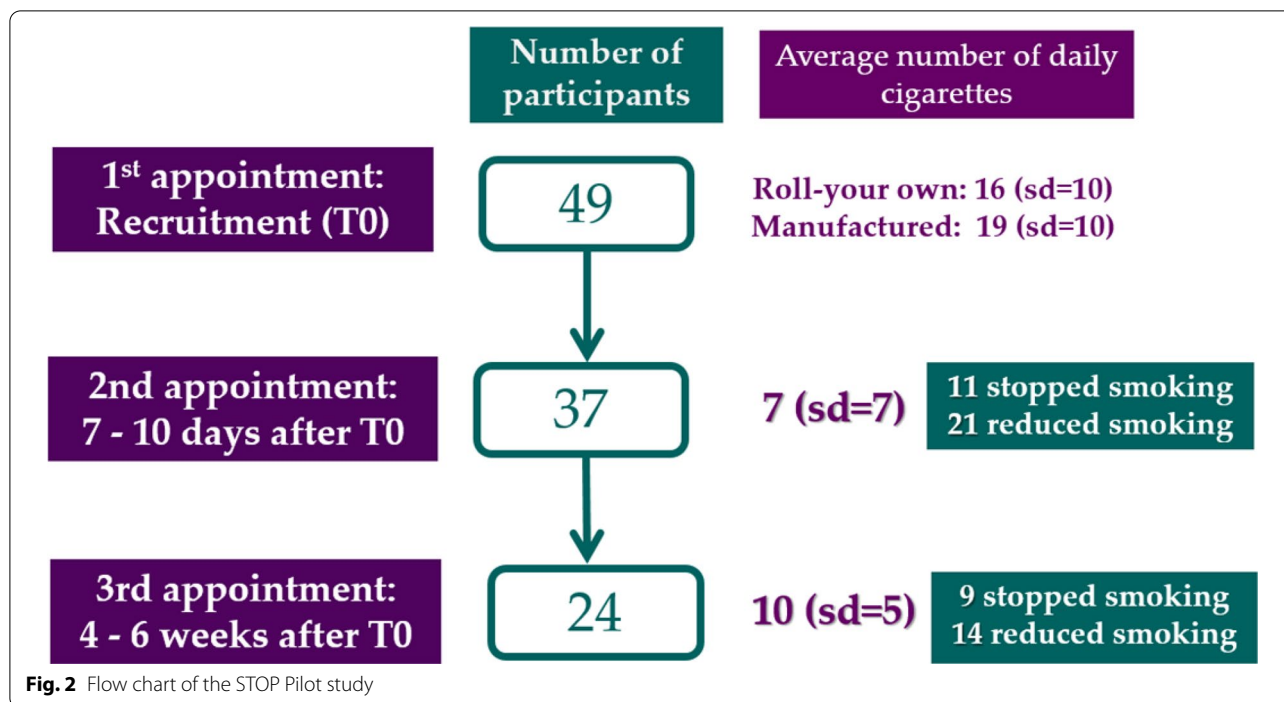 Number of
participants
Average number of daily
cigarettes
1st appointment:
Recruitment (T0)
49
Roll-your own: 16 (sd=10)
Manufactured: 19 (sd=10)
2nd appointment:
7 - 10 days after T0
37
7 (sd=7)
11 stopped smoking
21 reduced smoking
3rd appointment:
4 - 6 weeks after T0
24
10 (sd=5)
9 stopped smoking
14 reduced smoking
Fig. 2 Flow chart of the STOP Pilot study